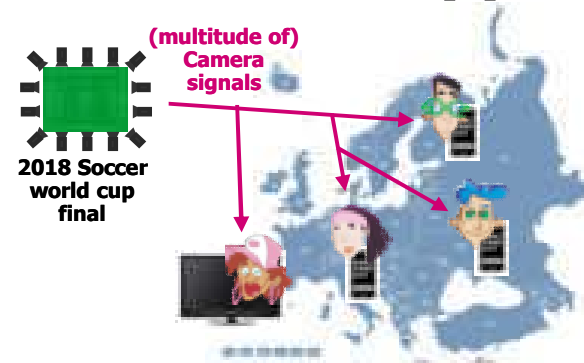 (multitude of)
Camera
signals
2018 Soccer
world cup
final